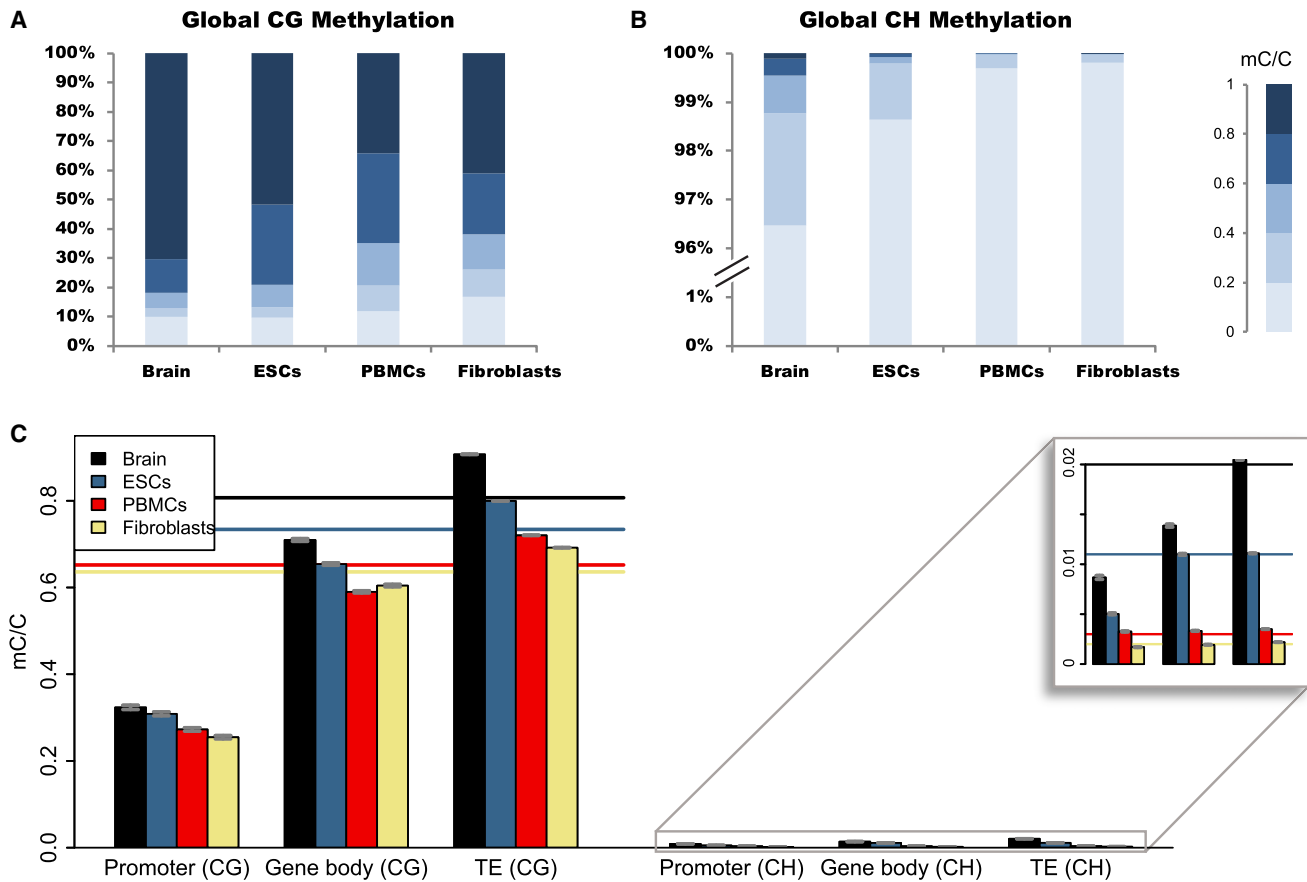 A
Global CG Methylation
100%
90%
80%
70%
60%
50%
40%
30%
20%
10%
0%
Brain
ESCs
PBMCs
Fibroblasts
B
Global CH Methylation
100%
99%
98%
97%
96%
1%
0%
Brain
ESCs
PBMCs
Fibroblasts
mC/C
1
0.8
0.6
0.4
0.2
0
C
Brain
ESCs
PBMCs
Fibroblasts
mC/C
0.8
0.6
0.4
0.2
0.0
Promoter (CG)
Gene body (CG)
TE (CG)
Promoter (CH)
Gene body (CH)
TE (CH)
0.02
0.01
0